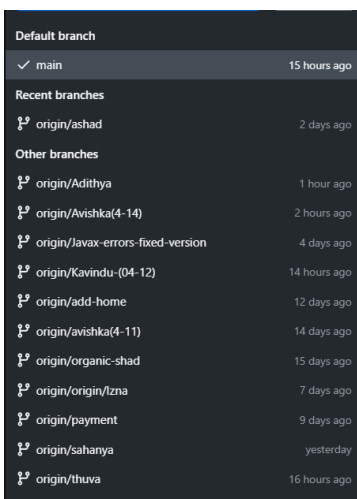 Default branch
main 15 hours ago
Recent branches
origin/ashad 2 days ago
Other branches
origin/Adithya 1 hour ago
origin/Avishka(4-14) 2 hours ago
origin/Javax-errors-fixed-version 4 days ago
origin/Kavindu-(04-12) 14 hours ago
origin/add-home 12 days ago
origin/avishka(4-11) 14 days ago
origin/organic-shad 15 days ago
origin/origin/Izna 7 days ago
origin/payment 9 days ago
origin/sahanya yesterday
origin/thuva 16 hours ago